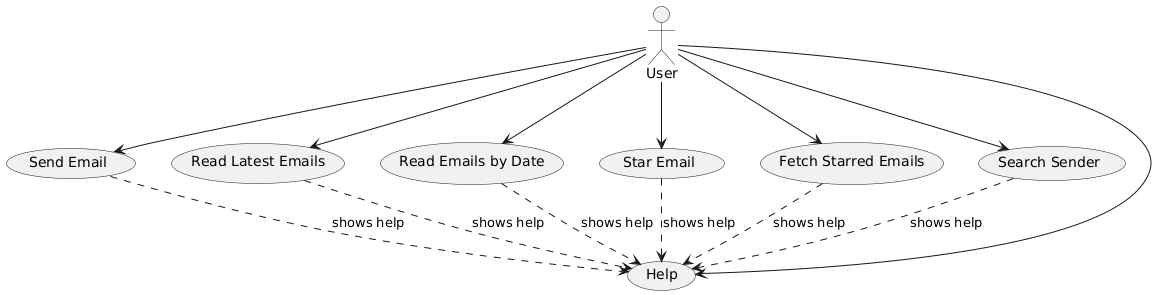 User
Send Email
Read Latest Emails
Read Emails by Date
Star Email
Fetch Starred Emails
Search Sender
shows help
shows help
shows help
shows help
shows help
shows help
Help